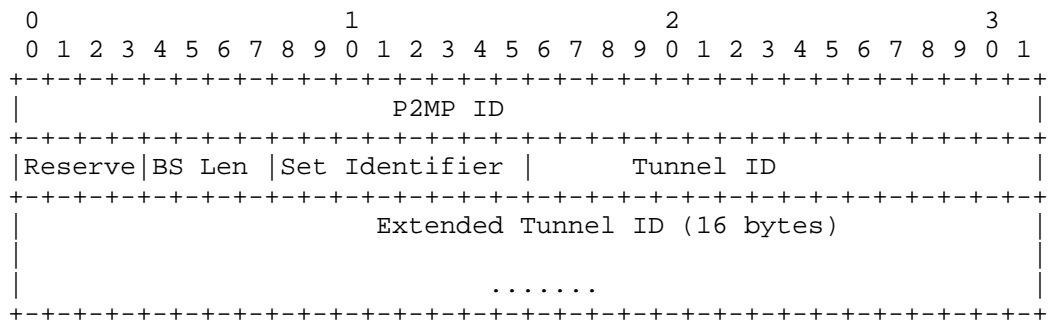 0                   1                   2                   3
0 1 2 3 4 5 6 7 8 9 0 1 2 3 4 5 6 7 8 9 0 1 2 3 4 5 6 7 8 9 0 1
+-+-+-+-+-+-+-+-+-+-+-+-+-+-+-+-+-+-+-+-+-+-+-+-+-+-+-+-+-+-+-+-+
|                       P2MP ID                                 |
+-+-+-+-+-+-+-+-+-+-+-+-+-+-+-+-+-+-+-+-+-+-+-+-+-+-+-+-+-+-+-+-+
|Reserve|BS Len |Set Identifier |      Tunnel ID                |
+-+-+-+-+-+-+-+-+-+-+-+-+-+-+-+-+-+-+-+-+-+-+-+-+-+-+-+-+-+-+-+-+
|                      Extended Tunnel ID (16 bytes)            |
|                                                               |
|                             .......                           |
+-+-+-+-+-+-+-+-+-+-+-+-+-+-+-+-+-+-+-+-+-+-+-+-+-+-+-+-+-+-+-+-+